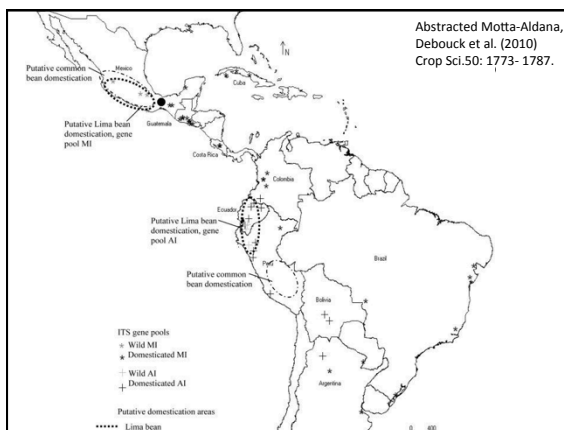 Abstracted Motta-Aldana,
Debouck et al. (2010)
Crop Sci.50: 1773- 1787.
N
Mexico
Putative common
bean domestication
Cuba
Putative Lima bean
domestication, gene
pool MI
Guatemala
Costa Rica
Colombia
Ecuador
Putative Lima bean
domestication, gene
pool AI
Peru
Brazil
Putative common
bean domestication
Bolivia
ITS gene pools
Wild MI
Domesticated MI
Wild AI
Domesticated AI
Argentina
Putative domestication areas
Lima bean
0 400